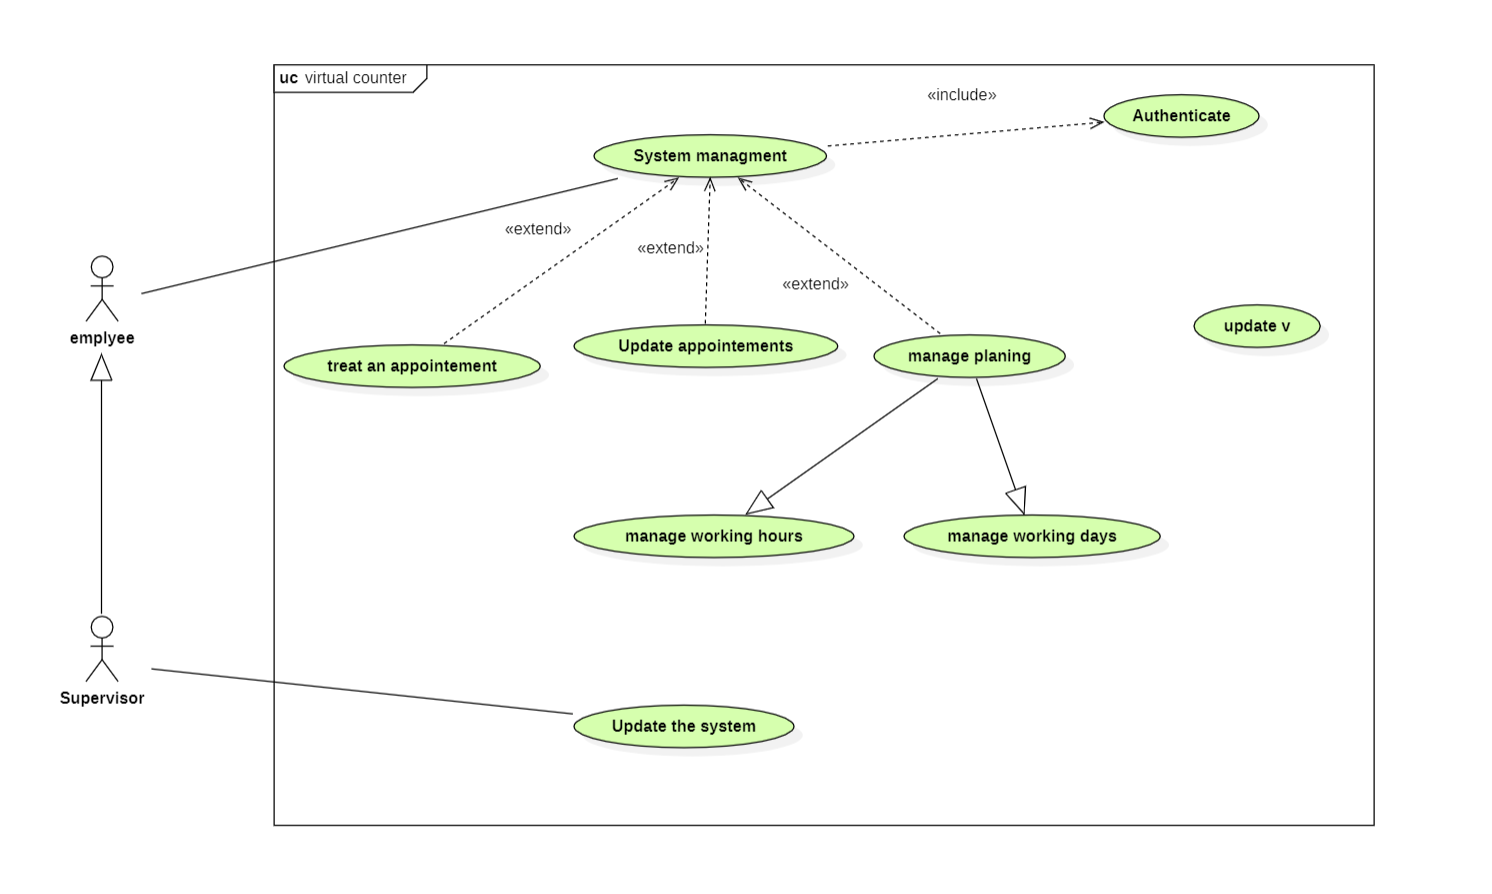 uc virtual counter
«include»
Authenticate
System managment
«extend»
«extend»
«extend»
emplyee
treat an appointement
Update appointements
manage planing
update v
manage working hours
manage working days
Supervisor
Update the system